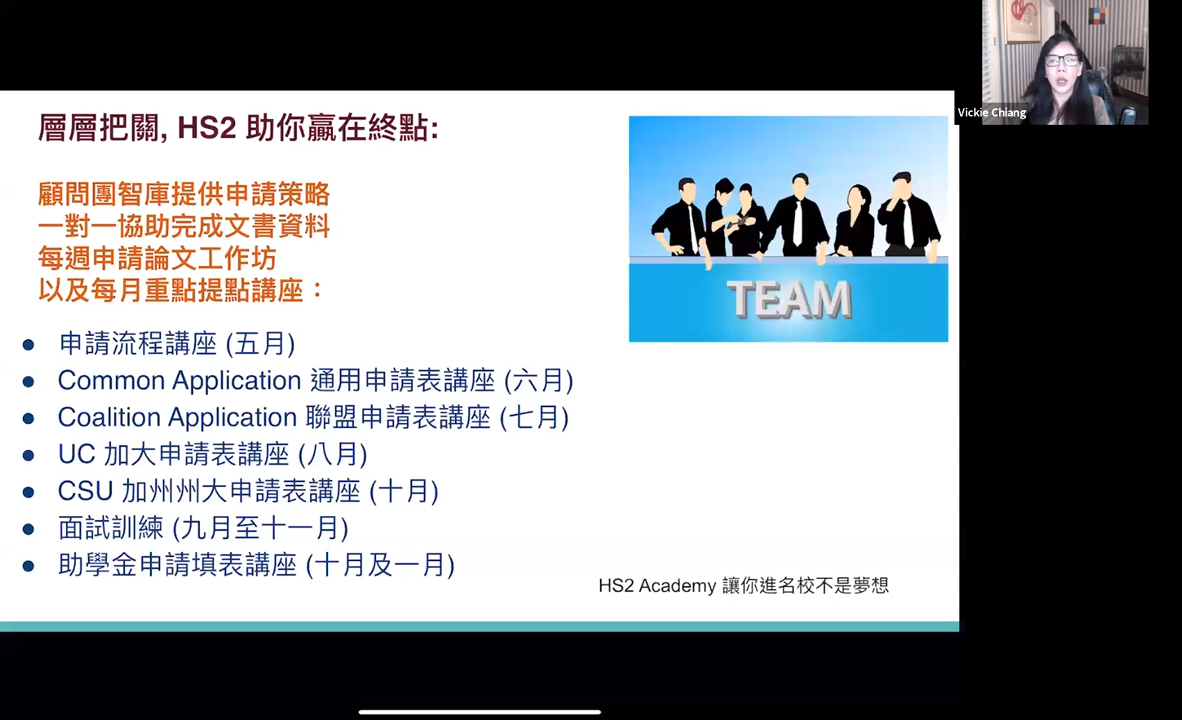 層層把關, HS2 助你贏在終點:
顧問團智庫提供申請策略
一對一協助完成文書資料
每週申請論文工作坊
以及每月重點提點講座：
● 申請流程講座 (五月)
● Common Application 通用申請表講座 (六月)
● Coalition Application 聯盟申請表講座 (七月)
● UC 加大申請表講座 (八月)
● CSU 加州州大申請表講座 (十月)
● 面試訓練 (九月至十一月)
● 助學金申請填表講座 (十月及一月)
TEAM
HS2 Academy 讓你進名校不是夢想
Vickie Chiang